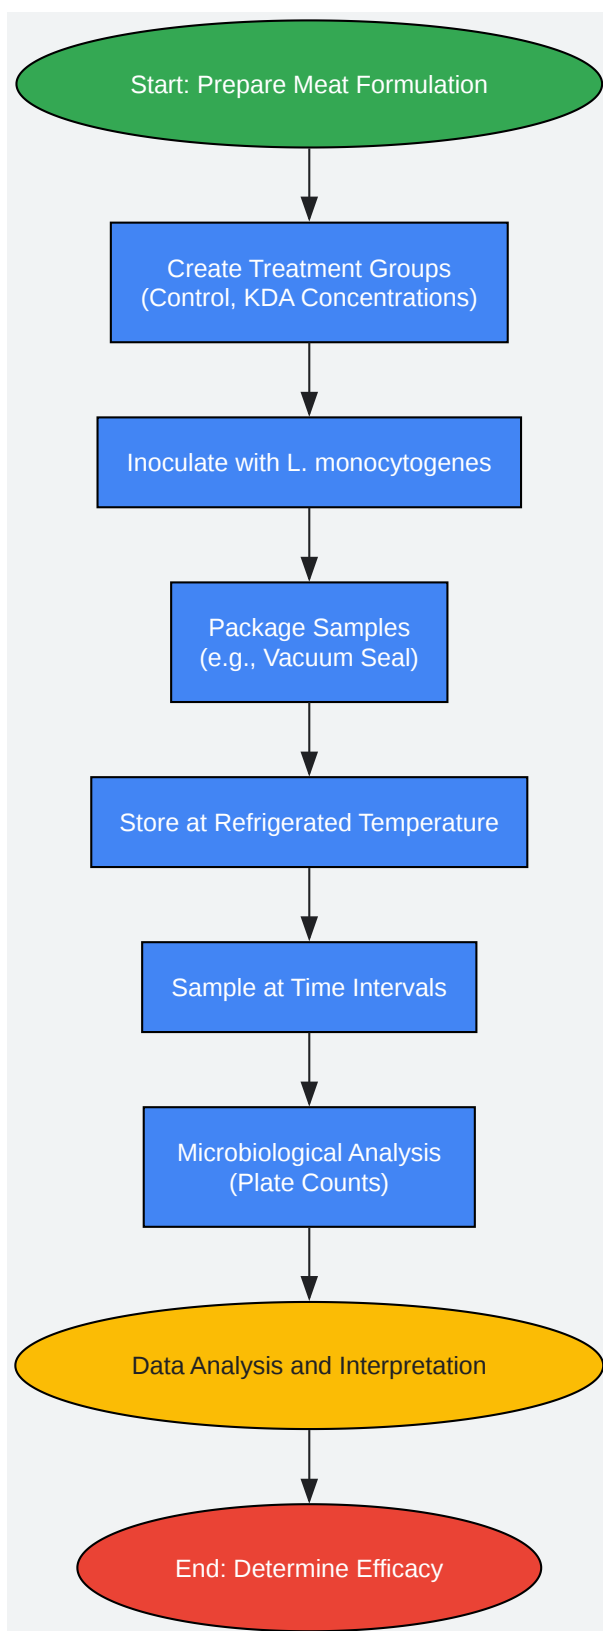 Start: Prepare Meat Formulation
Create Treatment Groups
(Control, KDA Concentrations)
Inoculate with L. monocytogenes
Package Samples
(e.g., Vacuum Seal)
Store at Refrigerated Temperature
Sample at Time Intervals
Microbiological Analysis
(Plate Counts)
Data Analysis and Interpretation
End: Determine Efficacy